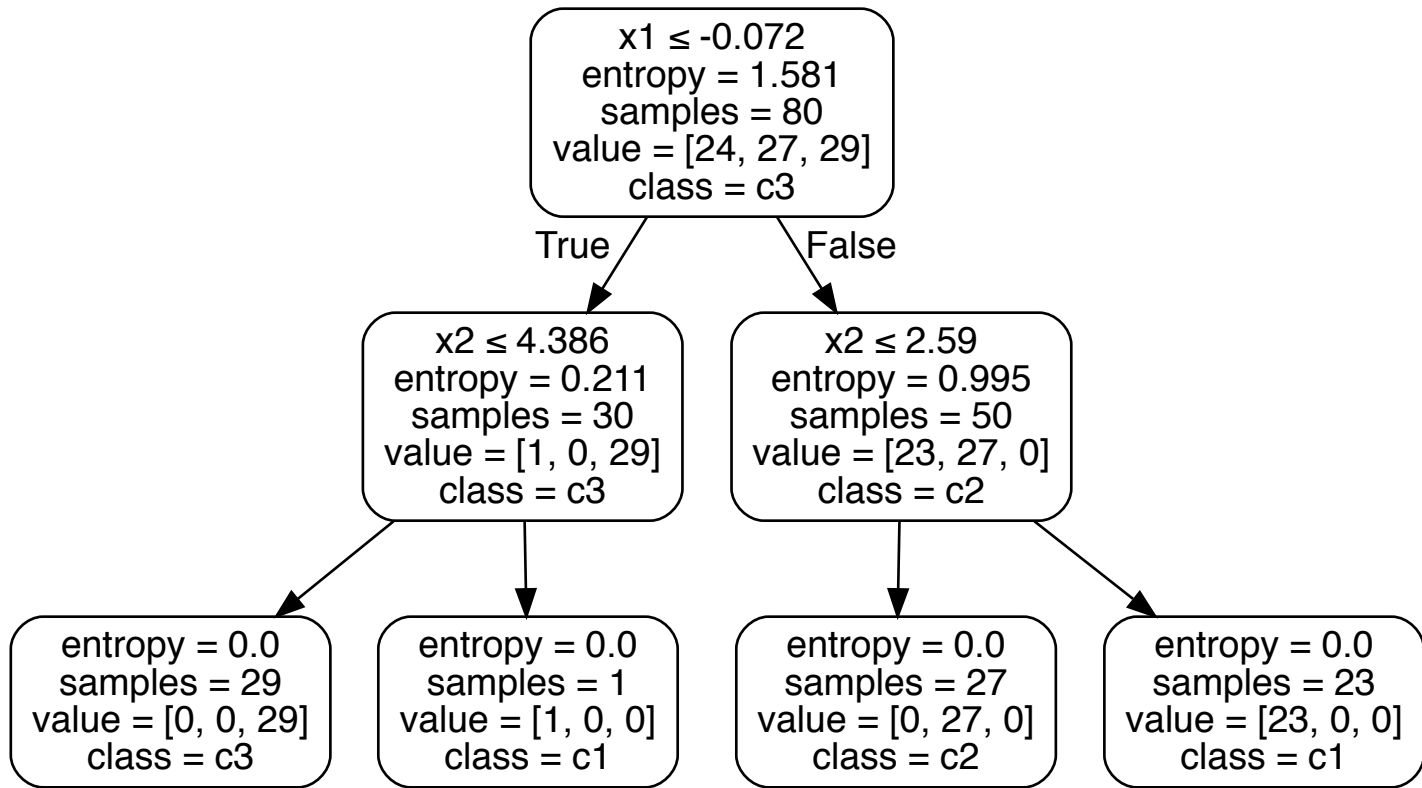 x1 ≤ -0.072
entropy = 1.581
samples = 80
value = [24, 27, 29]
class = c3
True
False
x2 ≤ 4.386
entropy = 0.211
samples = 30
value = [1, 0, 29]
class = c3
x2 ≤ 2.59
entropy = 0.995
samples = 50
value = [23, 27, 0]
class = c2
entropy = 0.0
samples = 29
value = [0, 0, 29]
class = c3
entropy = 0.0
samples = 1
value = [1, 0, 0]
class = c1
entropy = 0.0
samples = 27
value = [0, 27, 0]
class = c2
entropy = 0.0
samples = 23
value = [23, 0, 0]
class = c1